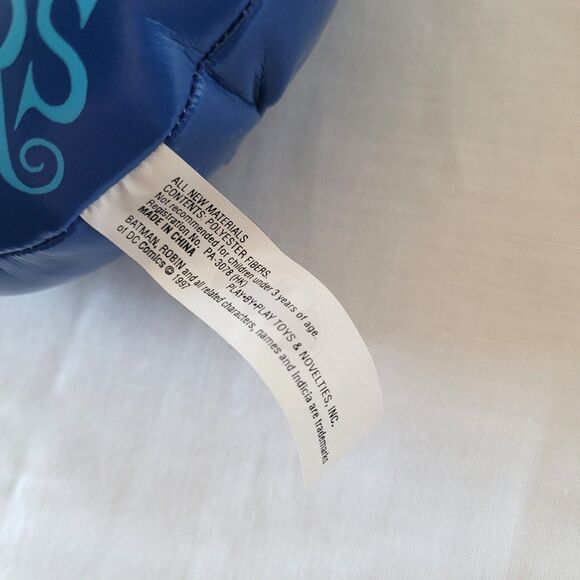 RS
ALL NEW MATERIALS
CONTENTS: POLYESTER FIBERS.
Not recommended for children under 3 years of age.
Registration No. PA-3078 (HK) PLAY•BY•PLAY TOYS & NOVELTIES, INC.
MADE IN CHINA
BATMAN, ROBIN and all related characters, names and Indicia are trademarks
of DC Comics © 1997